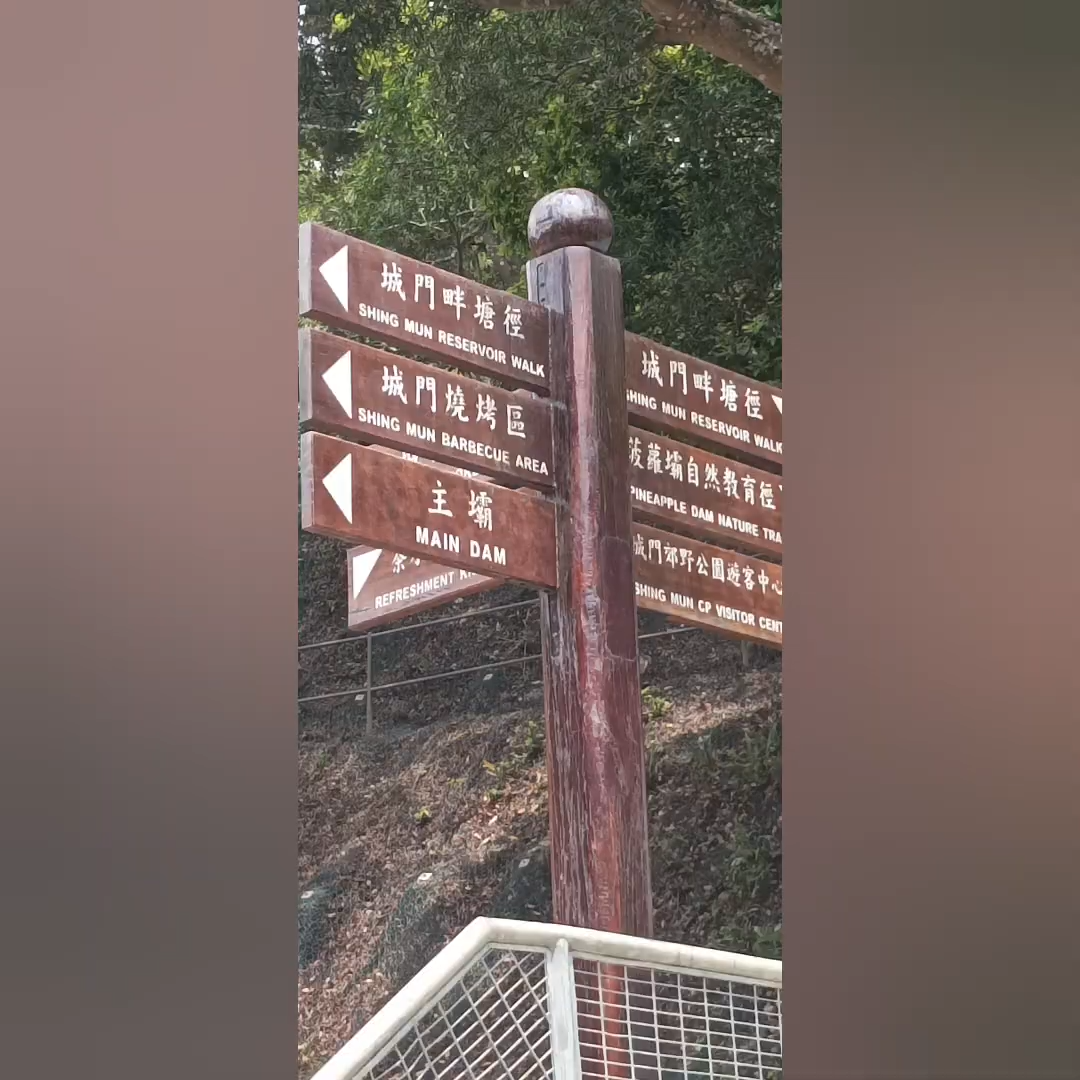 城門畔塘徑
SHING MUN RESERVOIR WALK
城門燒烤區
SHING MUN BARBECUE AREA
主壩
MAIN DAM
REFRESHMENT
城門畔塘徑
SHING MUN RESERVOIR WALK
菠蘿壩自然教育徑
PINEAPPLE DAM NATURE
城門郊野公園遊客中心
SHING MUN CP VISITOR